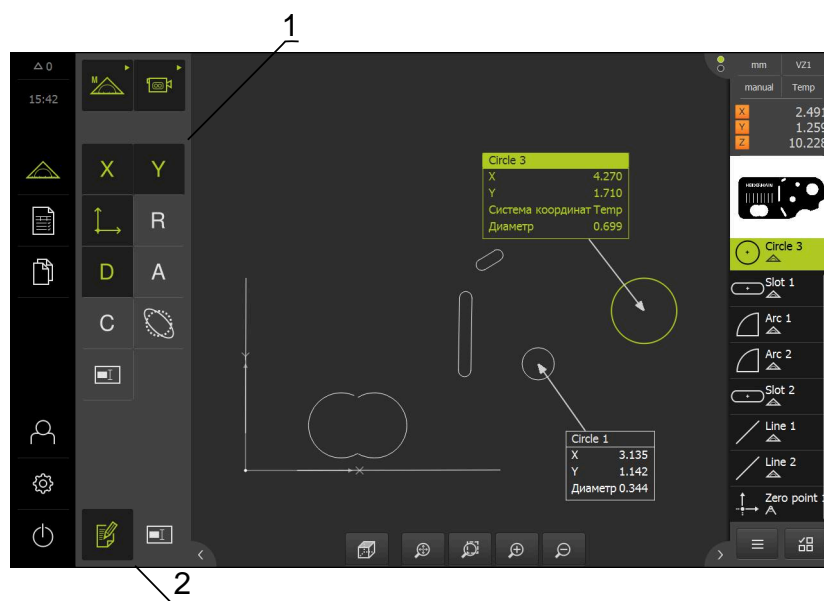 1
△ 0
mm VZ1
15:42
manual Temp
M
X 2.491
Y 1.259
Z 10.228
X Y
R
D A
C
Circle 3
X 4.270
Y 1.710
Система координат Temp
Диаметр 0.699
HEIDENHAIN
Circle 3
Slot 1
Arc 1
Arc 2
Slot 2
Line 1
Line 2
Zero point 1
Y
X
Circle 1
X 3.135
Y 1.142
Диаметр 0.344
2